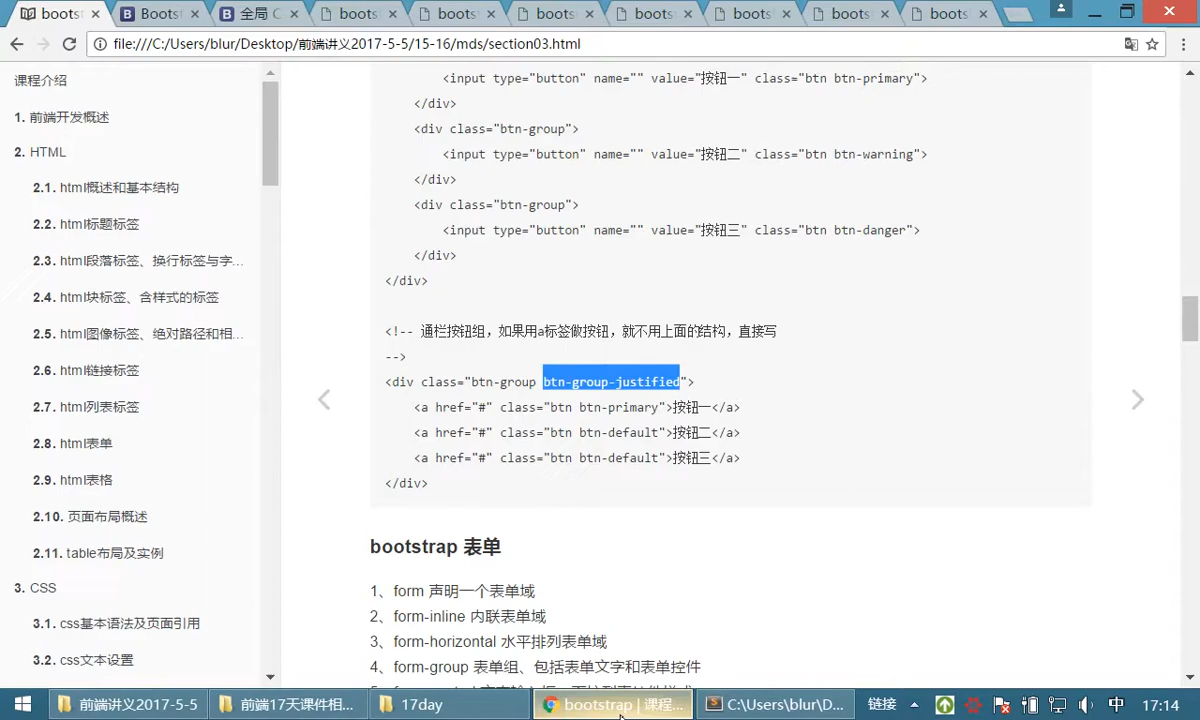 boots
Boots
全局 C
boots
boots
boots
boots
boots
boots
boots
file:///C:/Users/blur/Desktop/前端讲义2017-5-5/15-16/mds/section03.html
课程介绍
1. 前端开发概述
2. HTML
2.1. html概述和基本结构
2.2. html标题标签
2.3. html段落标签、换行标签与字...
2.4. html块标签、含样式的标签
2.5. html图像标签、绝对路径和相...
2.6. html链接标签
2.7. html列表标签
2.8. html表单
2.9. html表格
2.10. 页面布局概述
2.11. table布局及实例
3. CSS
3.1. css基本语法及页面引用
3.2. css文本设置
<input type="button" name="" value="按钮一" class="btn btn-primary">
</div>
<div class="btn-group">
<input type="button" name="" value="按钮二" class="btn btn-warning">
</div>
<div class="btn-group">
<input type="button" name="" value="按钮三" class="btn btn-danger">
</div>
</div>
<!-- 通栏按钮组，如果用a标签做按钮，就不用上面的结构，直接写
-->
<div class="btn-group btn-group-justified">
<a href="#" class="btn btn-primary">按钮一</a>
<a href="#" class="btn btn-default">按钮二</a>
<a href="#" class="btn btn-default">按钮三</a>
</div>
bootstrap 表单
1、form 声明一个表单域
2、form-inline 内联表单域
3、form-horizontal 水平排列表单域
4、form-group 表单组、包括表单文字和表单控件
前端讲义2017-5-5
前端17天课件相...
17day
bootstrap | 课程...
C:\Users\blur\D...
链接
中
17:14